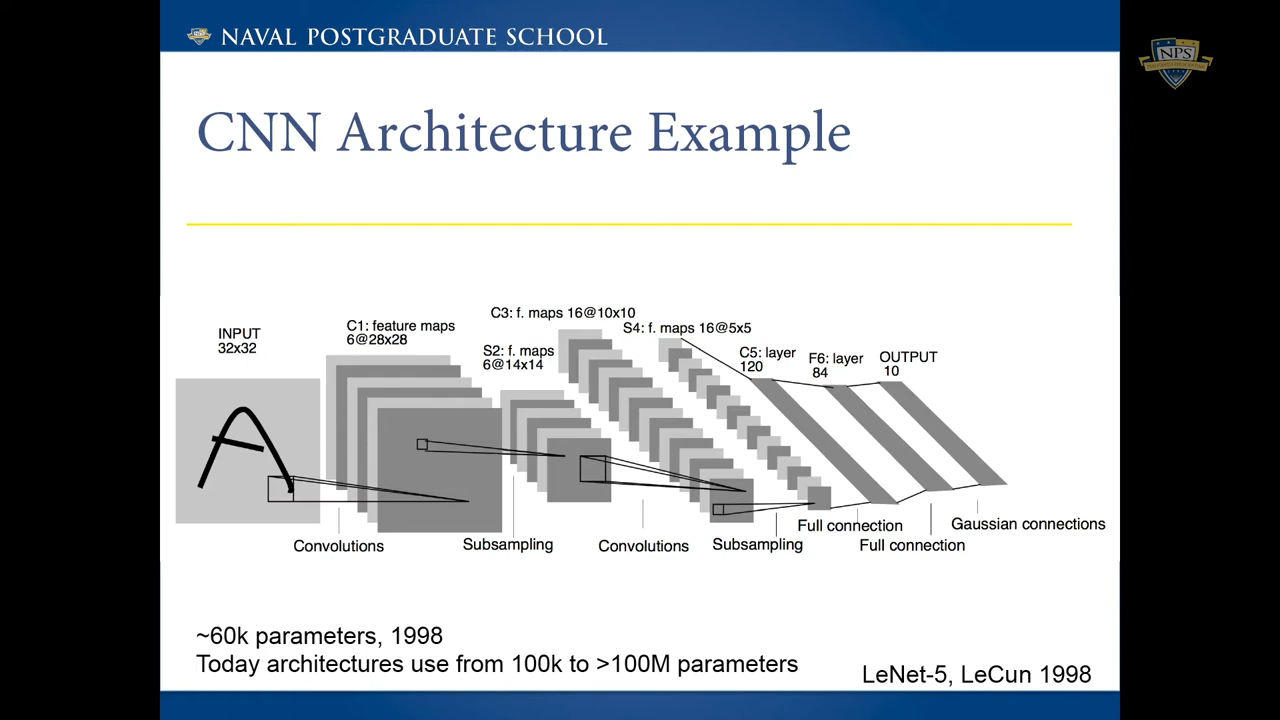 NAVAL POSTGRADUATE SCHOOL
NPS
CNN Architecture Example
INPUT
32x32
C1: feature maps
6@28x28
S2: f. maps
6@14x14
C3: f. maps 16@10x10
S4: f. maps 16@5x5
C5: layer
120
F6: layer
84
OUTPUT
10
Convolutions
Subsampling
Convolutions
Subsampling
Full connection
Full connection
Gaussian connections
~60k parameters, 1998
Today architectures use from 100k to >100M parameters
LeNet-5, LeCun 1998